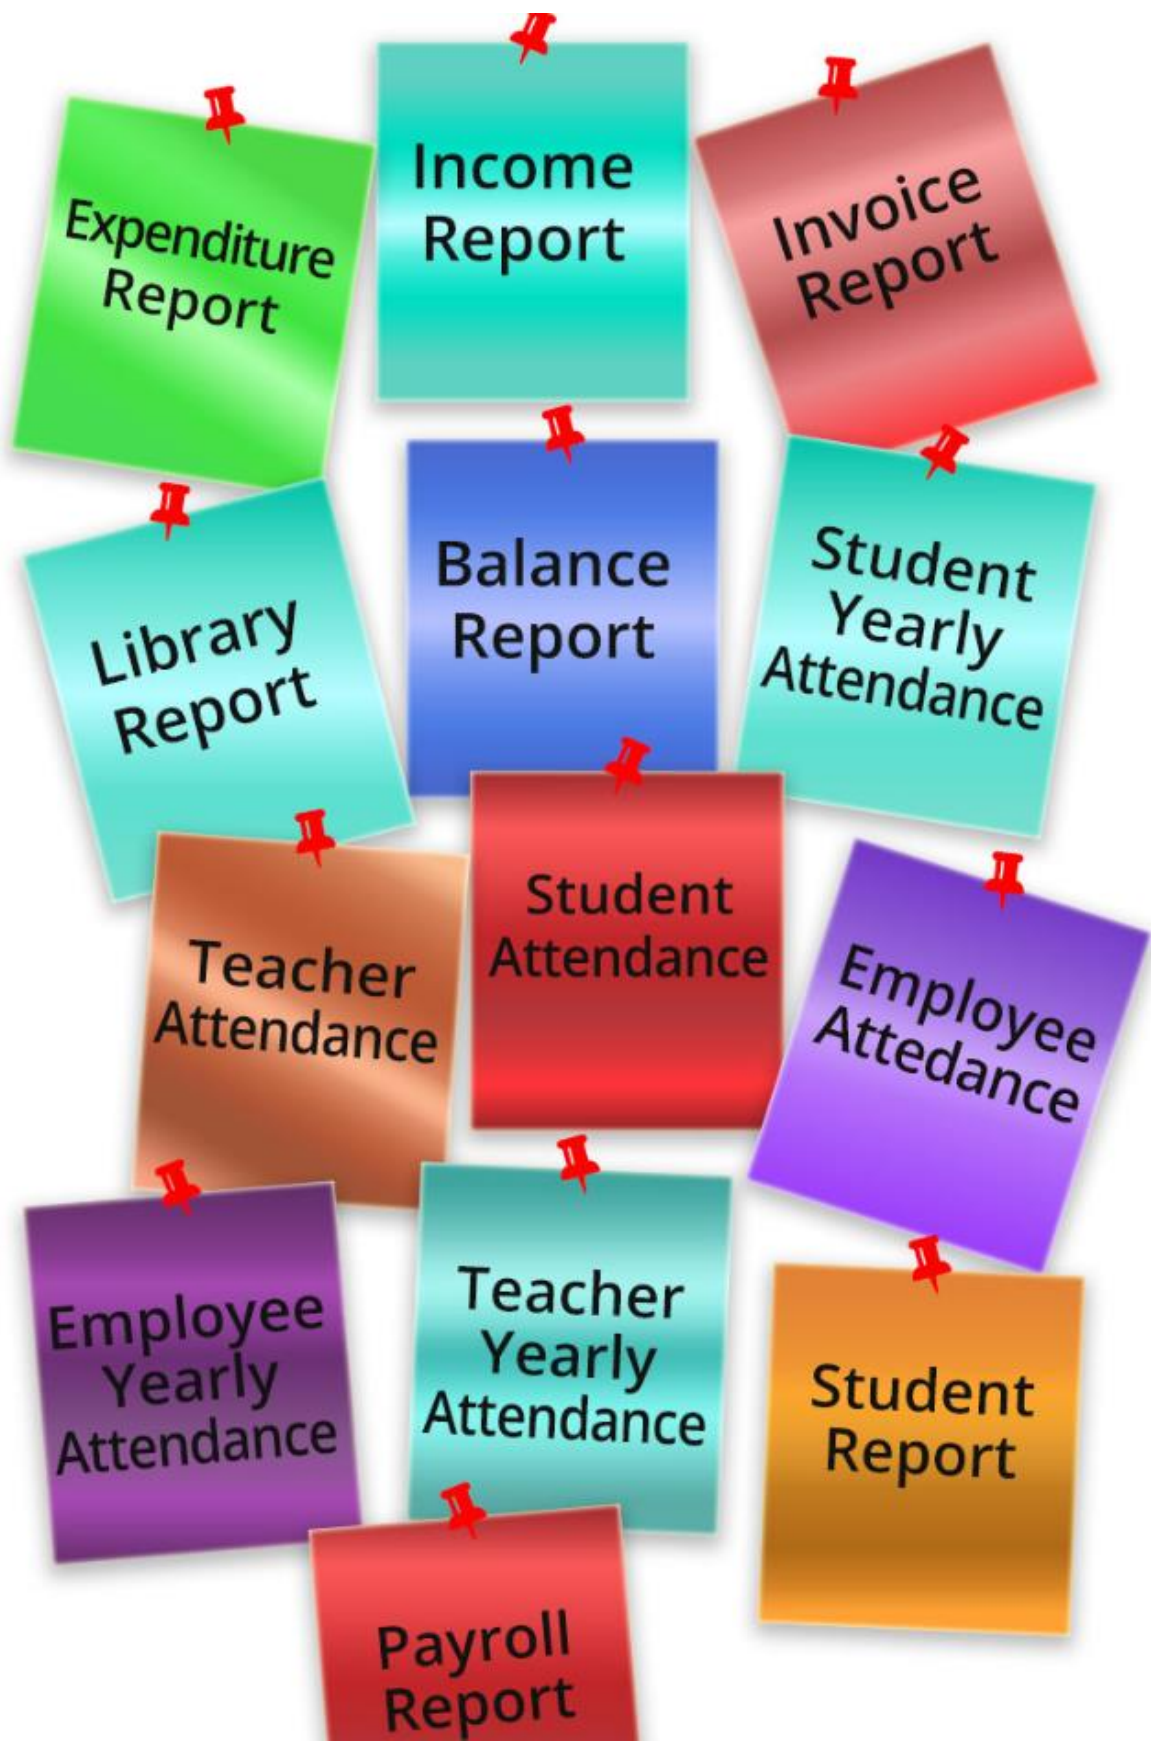 Income
Report
Expenditure
Report
Invoice
Report
Library
Report
Balance
Report
Student
Yearly
Attendance
Teacher
Attendance
Student
Attendance
Employee
Attedance
Employee
Yearly
Attendance
Teacher
Yearly
Attendance
Student
Report
Payroll
Report